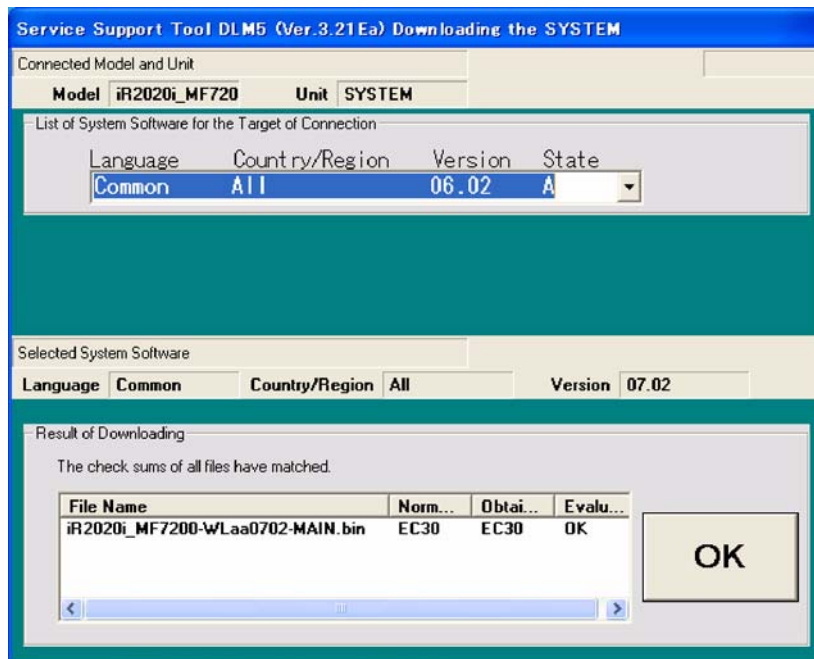 Service Support Tool DLM5 (Ver.3.21Ea) Downloading the SYSTEM
Connected Model and Unit
Model iR2020i_MF720 Unit SYSTEM
List of System Software for the Target of Connection
Language Country/Region Version State
Common All 06.02 A
Selected System Software
Language Common Country/Region All Version 07.02
Result of Downloading
The check sums of all files have matched.
File Name Norm... Obtai... Evalu...
iR2020i_MF7200-WLaa0702-MAIN.bin EC30 EC30 OK
OK